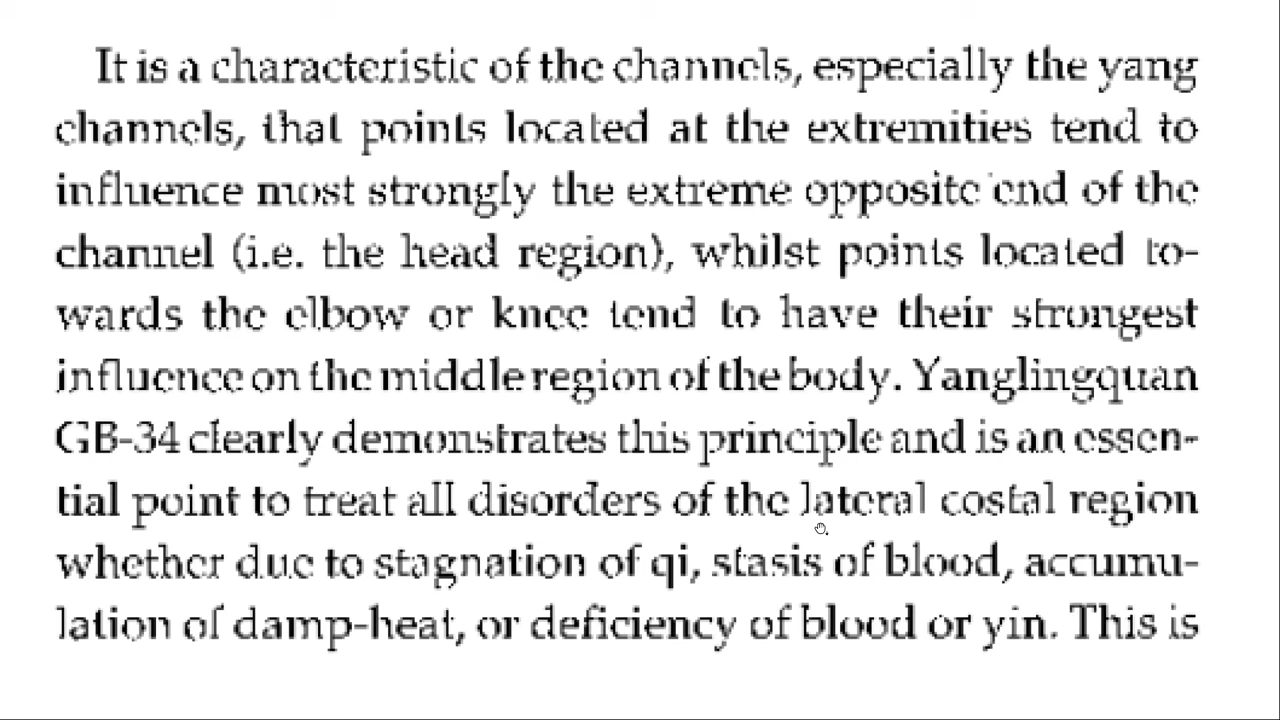 It is a characteristic of the channels, especially the yang
channels, that points located at the extremities tend to
influence most strongly the extreme opposite end of the
channel (i.e. the head region), whilst points located to-
wards the elbow or knee tend to have their strongest
influence on the middle region of the body. Yanglingquan
GB-34 clearly demonstrates this principle and is an essen-
tial point to treat all disorders of the lateral costal region
whether due to stagnation of qi, stasis of blood, accumu-
lation of damp-heat, or deficiency of blood or yin. This is